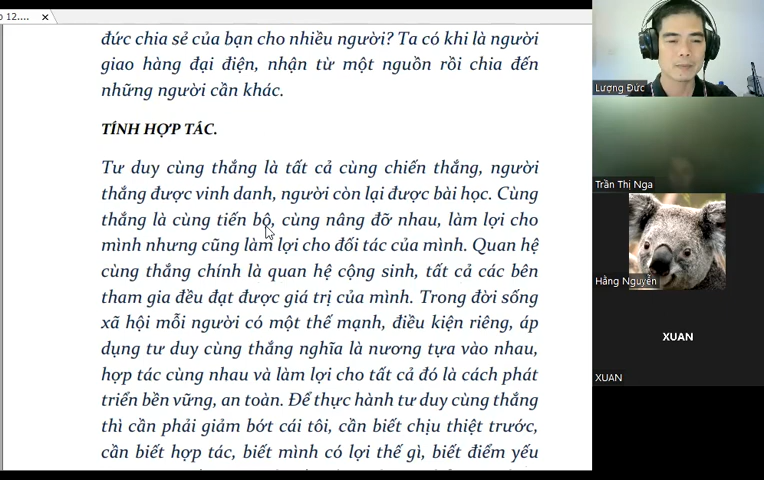 o 12....
đức chia sẻ của bạn cho nhiều người? Ta có khi là người
giao hàng đại điện, nhận từ một nguồn rồi chia đến
những người cần khác.
TÍNH HỢP TÁC.
Tư duy cùng thắng là tất cả cùng chiến thắng, người
thắng được vinh danh, người còn lại được bài học. Cùng
thắng là cùng tiến bộ, cùng nâng đỡ nhau, làm lợi cho
mình nhưng cũng làm lợi cho đối tác của mình. Quan hệ
cùng thắng chính là quan hệ cộng sinh, tất cả các bên
tham gia đều đạt được giá trị của mình. Trong đời sống
xã hội mỗi người có một thế mạnh, điều kiện riêng, áp
dụng tư duy cùng thắng nghĩa là nương tựa vào nhau,
hợp tác cùng nhau và làm lợi cho tất cả đó là cách phát
triển bền vững, an toàn. Để thực hành tư duy cùng thắng
thì cần phải giảm bớt cái tôi, cần biết chịu thiệt trước,
cần biết hợp tác, biết mình có lợi thế gì, biết điểm yếu
Lượng Đức
Trần Thị Nga
Hằng Nguyễn
XUAN
XUAN